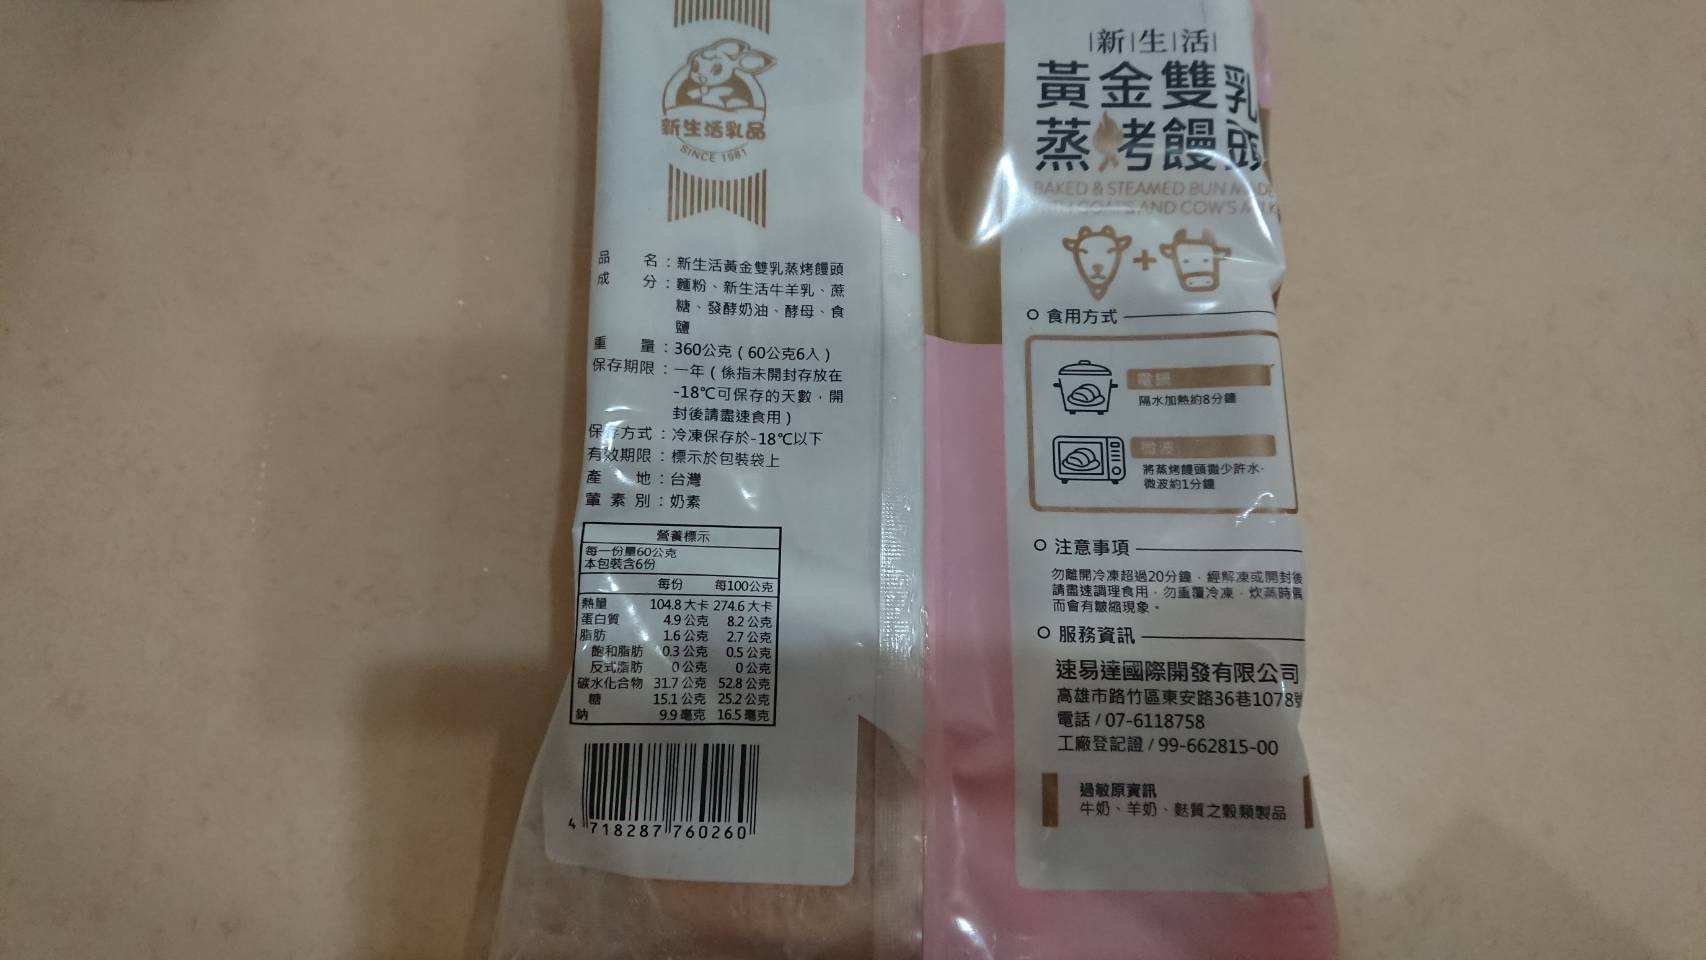 新生活乳品
SINCE 1981
品名：新生活黃金雙乳蒸烤饅頭
成分：麵粉、新生活牛羊乳、蔗
糖、發酵奶油、酵母、食
鹽
重量：360公克(60公克6入)
保存期限：一年(係指未開封存放在
-18℃可保存的天數，開
封後請盡速食用)
保存方式：冷凍保存於-18℃以下
有效期限：標示於包裝袋上
產地：台灣
葷素別：奶素
營養標示
每一份量60公克
本包裝含6份
每份 每100公克
熱量 104.8大卡 274.6大卡
蛋白質 4.9公克 8.2公克
脂肪 1.6公克 2.7公克
飽和脂肪 0.3公克 0.5公克
反式脂肪 0公克 0公克
碳水化合物 31.7公克 52.8公克
糖 15.1公克 25.2公克
鈉 9.9毫克 16.5毫克
4 718287 760260
新生活
黃金雙乳
蒸烤饅頭
BAKED & STEAMED BUN MADE
WITH GOAT'S AND COW'S MILK
+
食用方式
電鍋
隔水加熱約8分鐘
微波
將蒸烤饅頭撒少許水，
微波約1分鐘
注意事項
勿離開冷凍超過20分鐘，經解凍或開封後
請盡速調理食用，勿重覆冷凍，炊蒸時
而會有皺縮現象。
服務資訊
速易達國際開發有限公司
高雄市路竹區東安路36巷1078號
電話/07-6118758
工廠登記證/99-662815-00
過敏原資訊
牛奶、羊奶、麩質之穀類製品